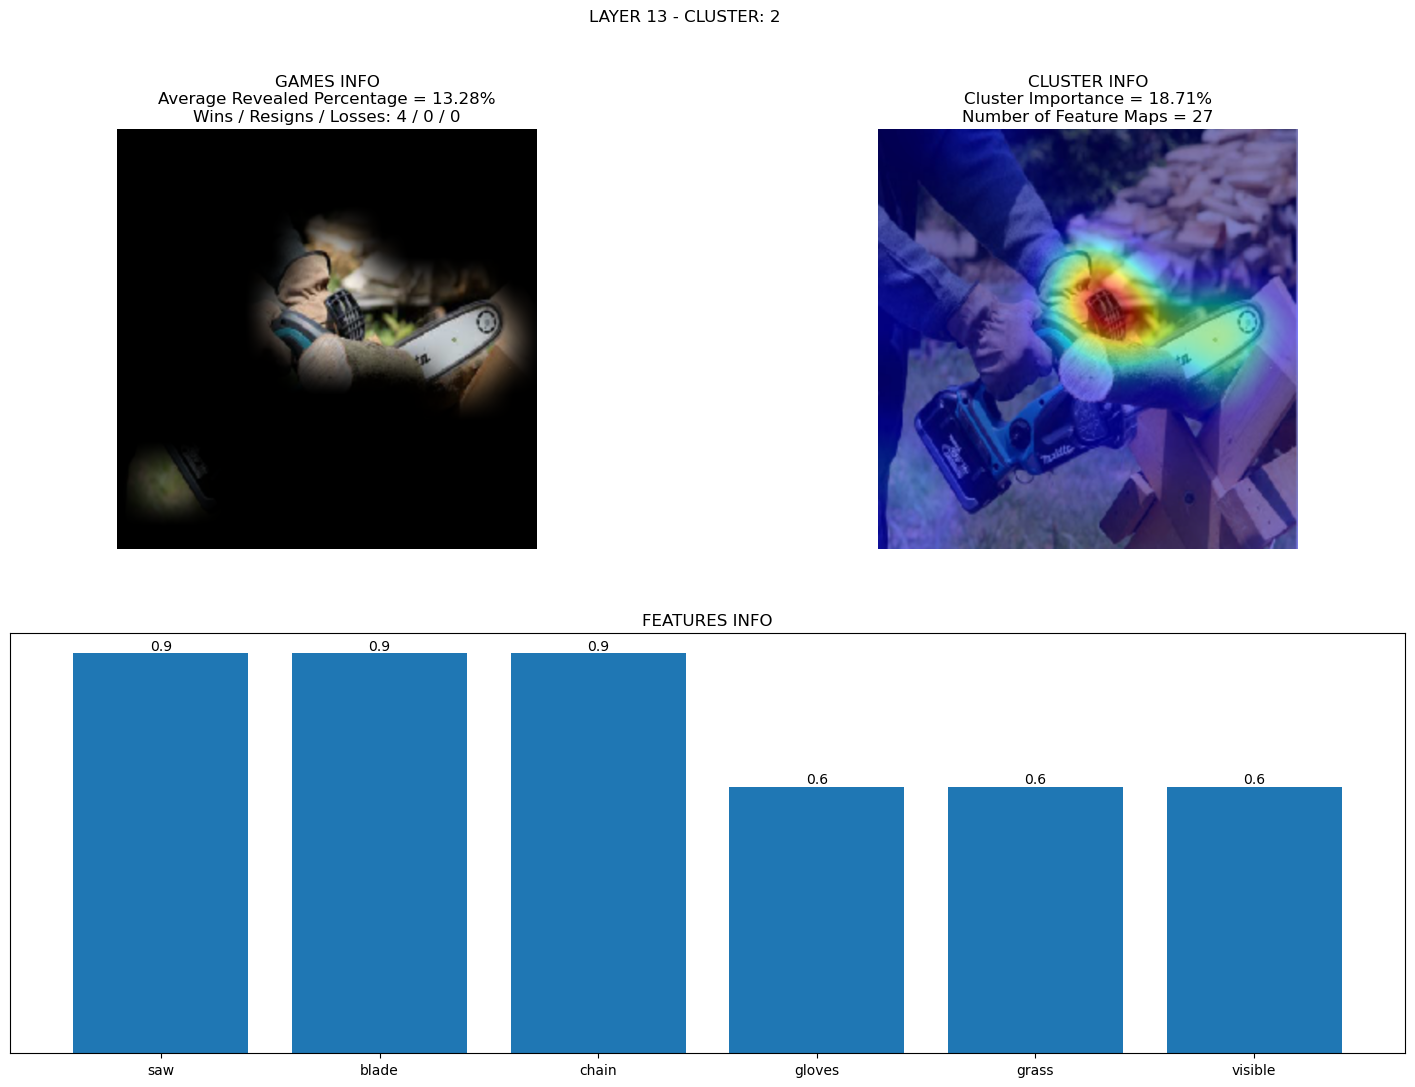 LAYER 13 - CLUSTER: 2
GAMES INFO
Average Revealed Percentage = 13.28%
Wins / Resigns / Losses: 4 / 0 / 0
CLUSTER INFO
Cluster Importance = 18.71%
Number of Feature Maps = 27
FEATURES INFO
0.9
0.9
0.9
0.6
0.6
0.6
saw
blade
chain
gloves
grass
visible